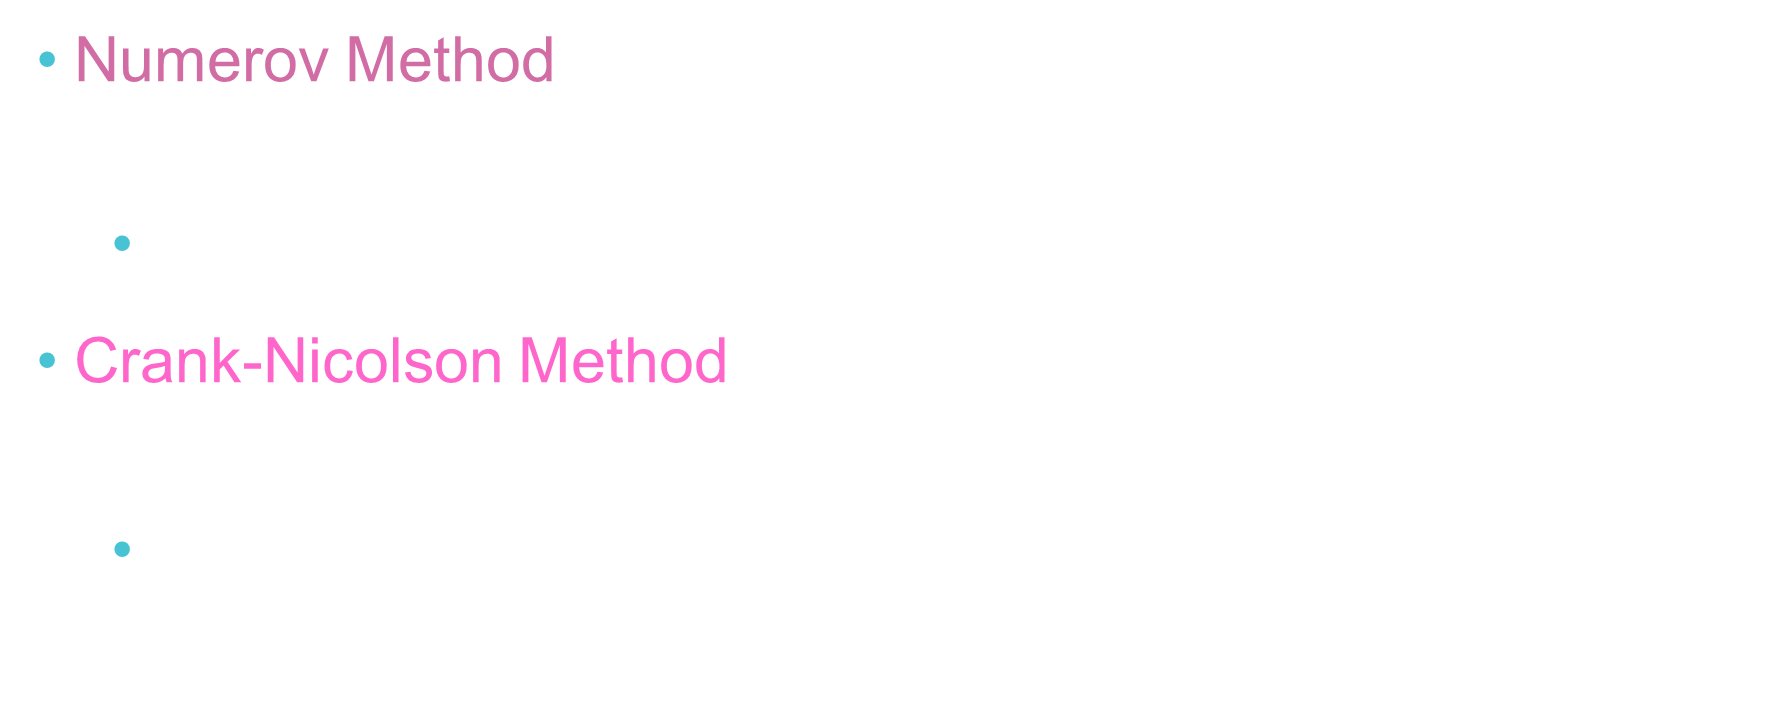 • Numerov Method
•
• Crank-Nicolson Method
•